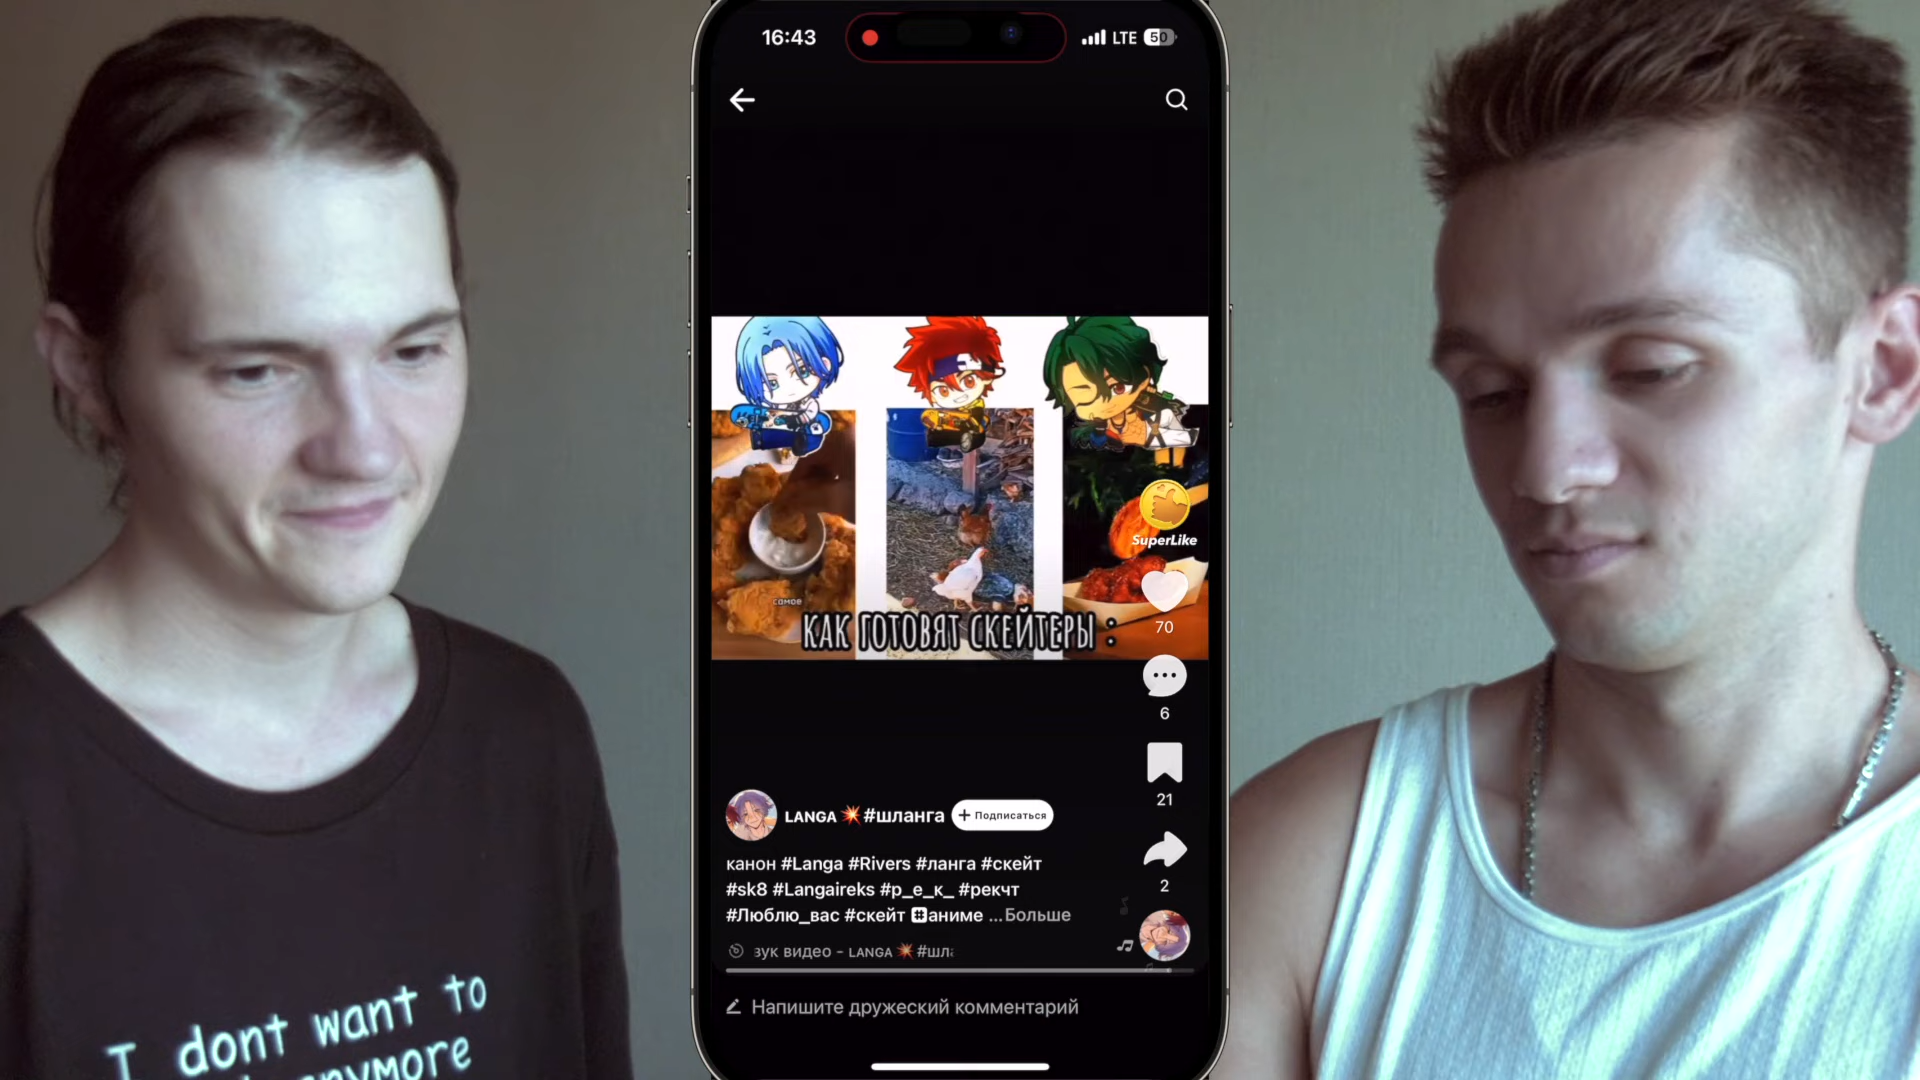 16:43
LTE 50
SuperLike
70
самое
КАК ГОТОВЯТ СКЕЙТЕРЫ :
6
21
LANGA 💥#шланга + Подписаться
2
канон #Langa #Rivers #ланга #скейт
#sk8 #Langaireks #р_е_к_ #рекчт
#Люблю_вас #скейт #аниме ...Больше
зук видео - LANGA 💥#шл
Напишите дружеский комментарий
I dont want to
anymore